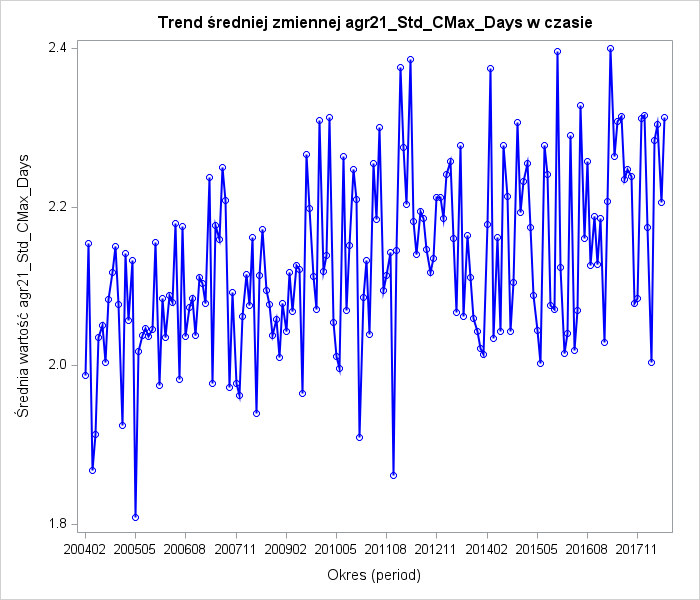 Trend średniej zmiennej agr21_Std_CMax_Days w czasie
Średnia wartość agr21_Std_CMax_Days
2.4
2.2
2.0
1.8
200402 200505 200608 200711 200902 201005 201108 201211 201402 201505 201608 201711
Okres (period)